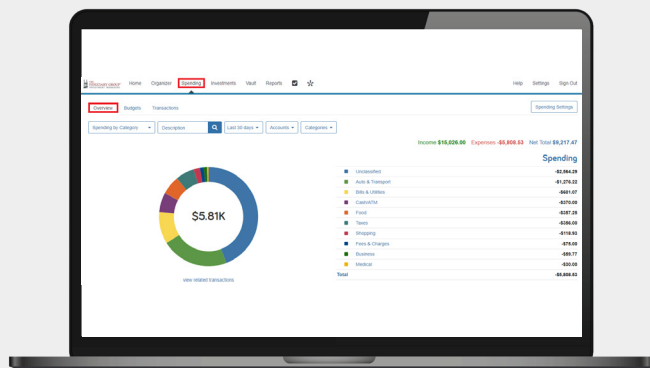 Home Organizer Spending Investments Vault Reports Help Settings Sign Out
Overview Budgets Transactions Spending Settings
Spending by Category Description Last 30 days Accounts Categories
Income $15,026.00 Expenses -$5,808.53 Net Total $9,217.47
Spending
$5.81K
Unclassified -$2,564.29
Auto & Transport -$1,276.22
Bills & Utilities -$601.07
Cash/ATM -$370.00
Food -$357.28
Taxes -$356.00
Shopping -$118.93
Fees & Charges -$75.00
Business -$59.77
Medical -$30.00
Total -$5,808.53
view related transactions